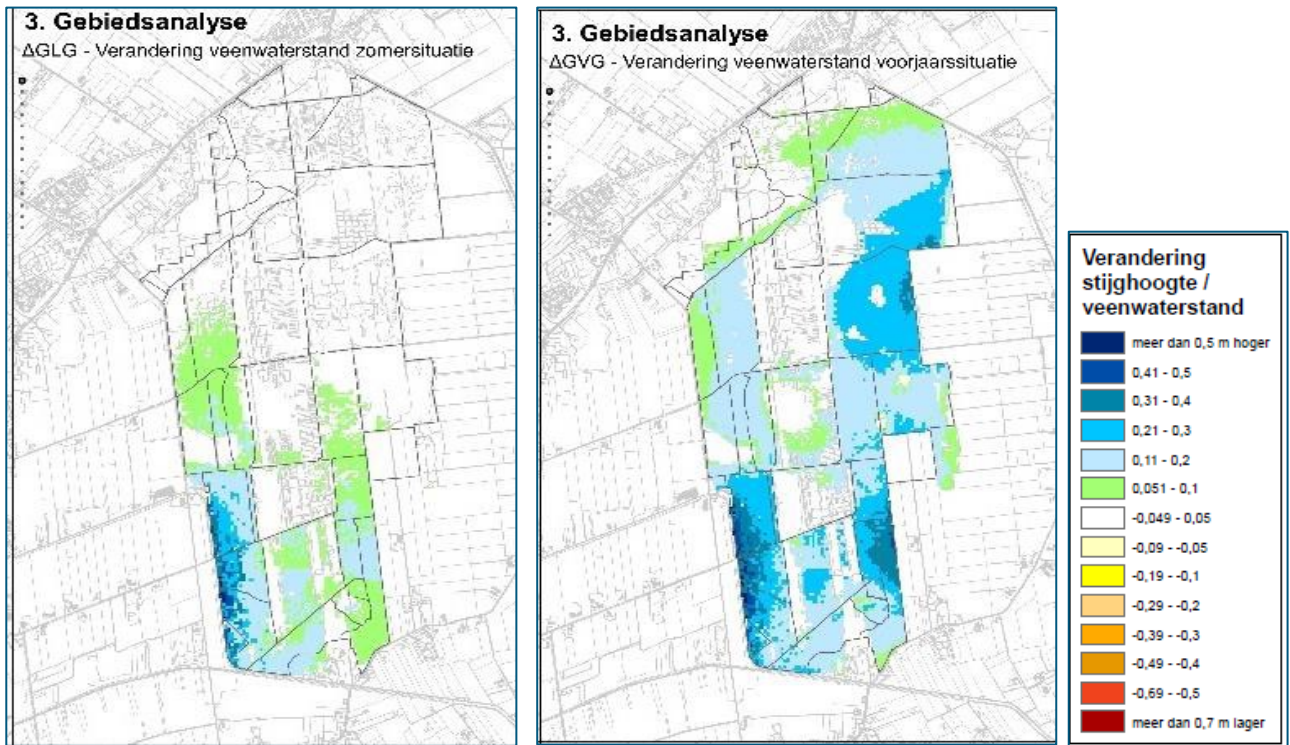 3. Gebiedsanalyse
ΔGLG - Verandering veenwaterstand zomersituatie
3. Gebiedsanalyse
ΔGVG - Verandering veenwaterstand voorjaarssituatie
Verandering
stijghoogte /
veenwaterstand
meer dan 0,5 m hoger
0,41 - 0,5
0,31 - 0,4
0,21 - 0,3
0,11 - 0,2
0,051 - 0,1
-0,049 - 0,05
-0,09 - -0,05
-0,19 - -0,1
-0,29 - -0,2
-0,39 - -0,3
-0,49 - -0,4
-0,69 - -0,5
meer dan 0,7 m lager